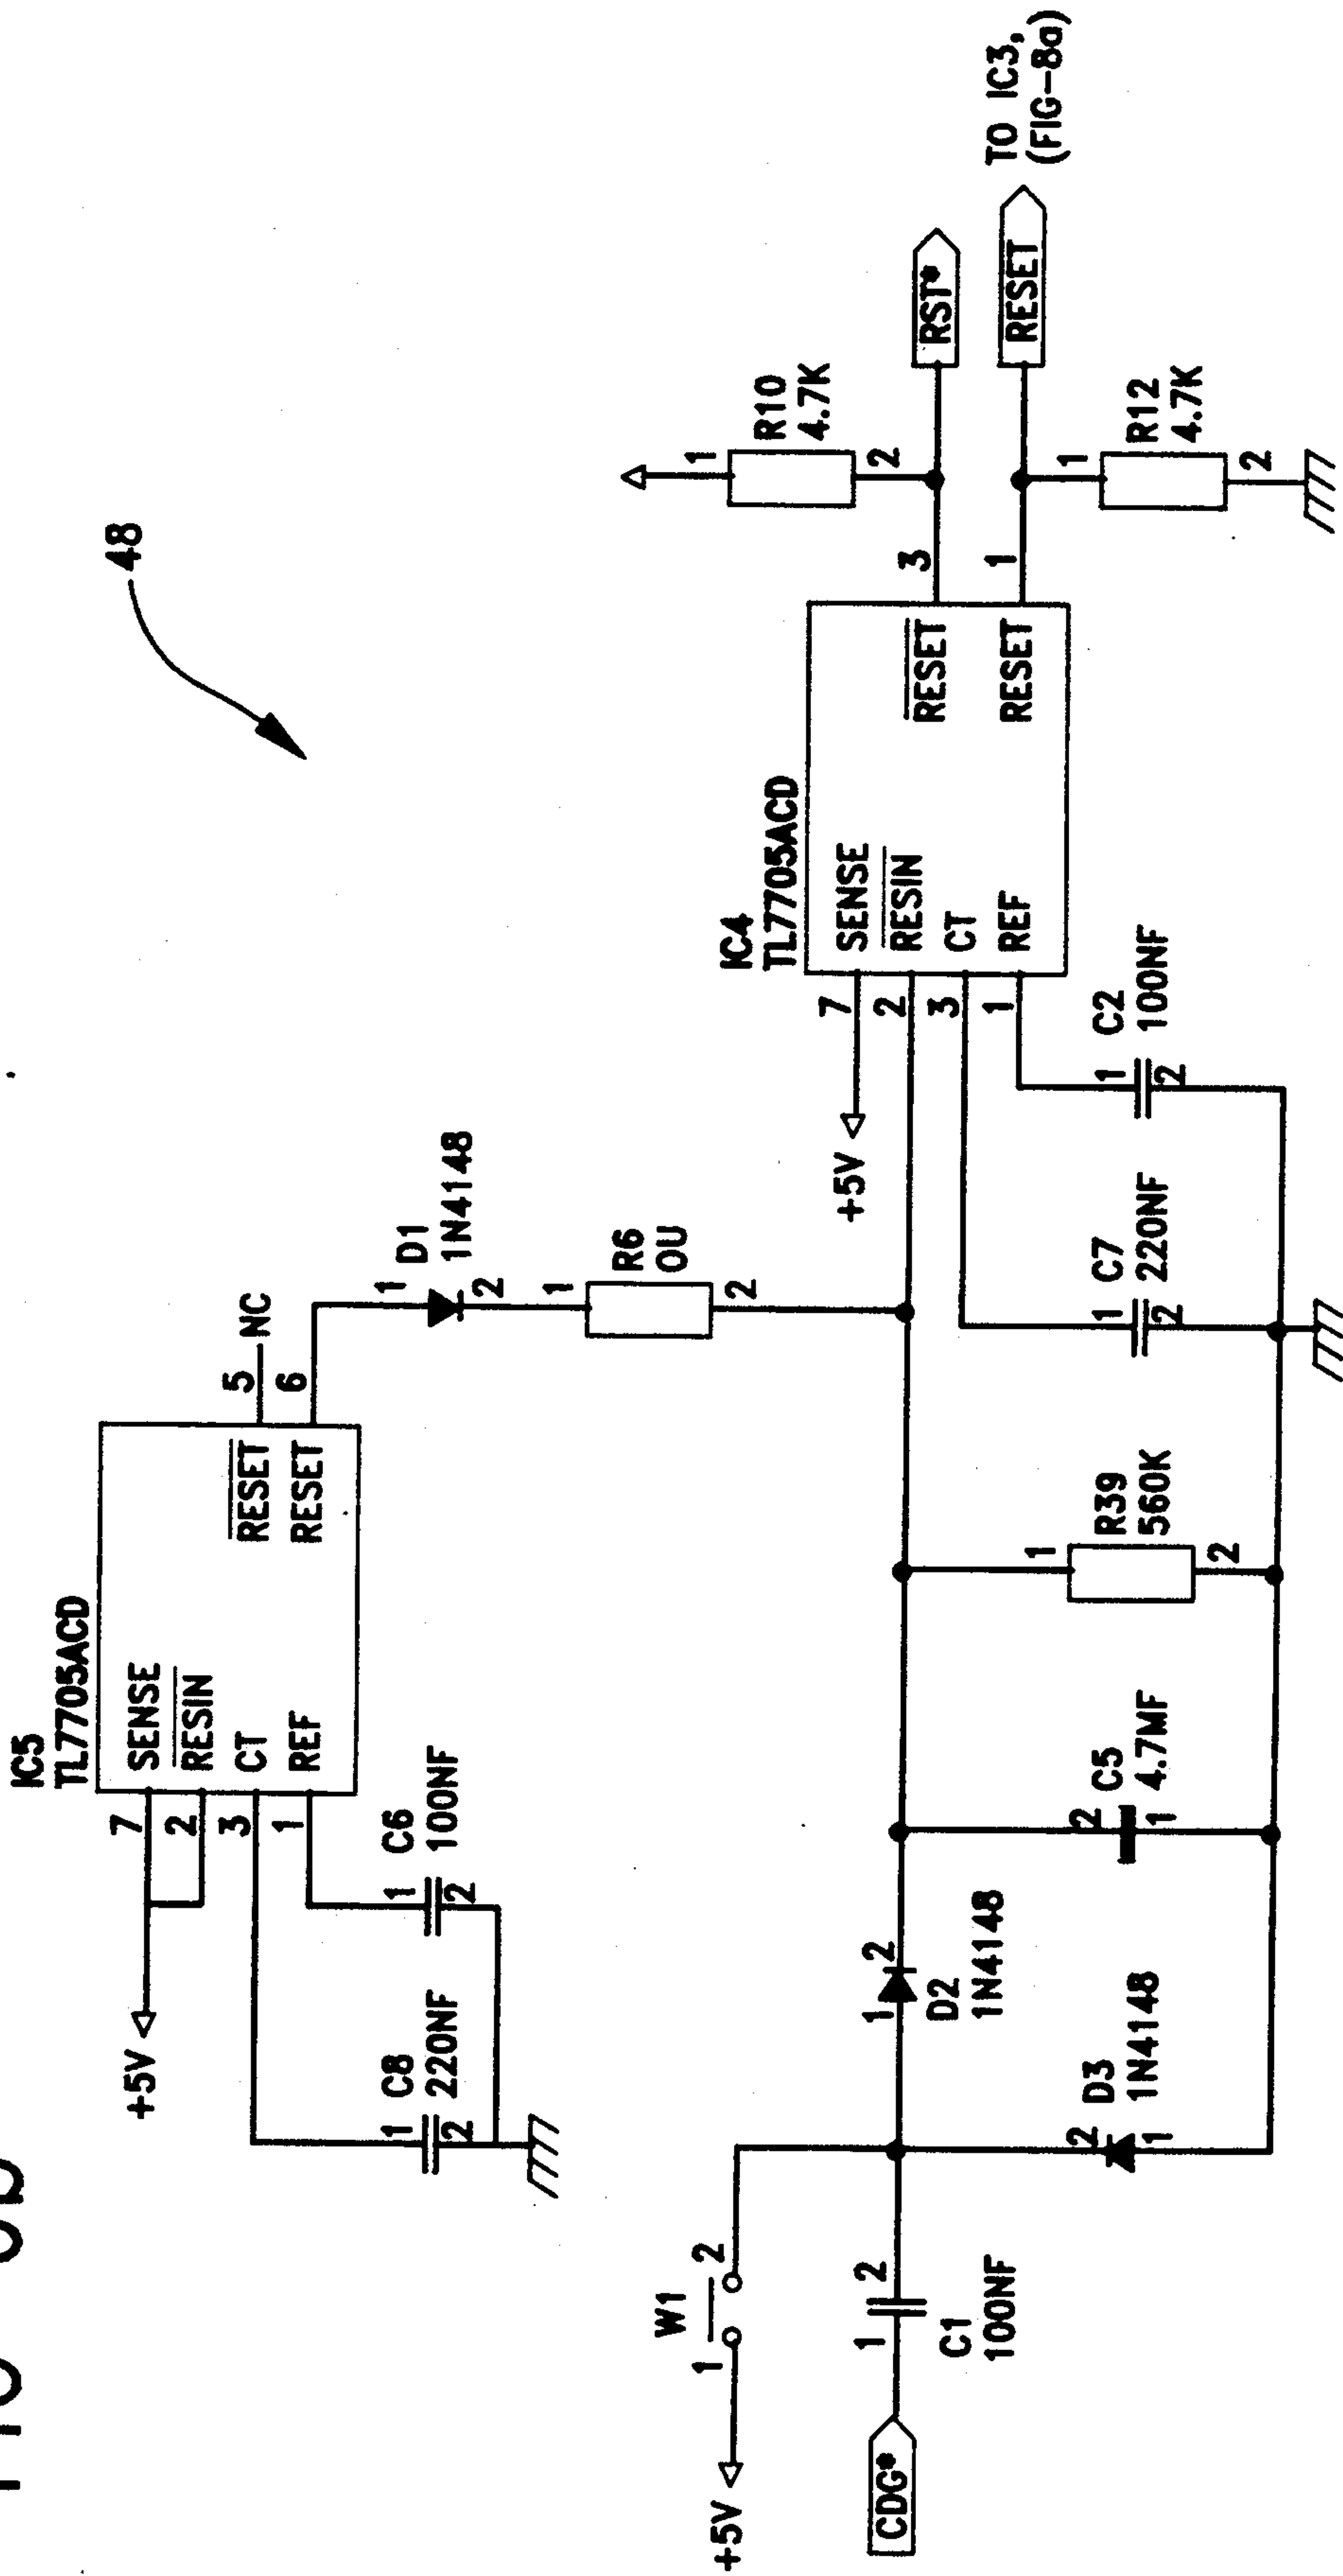 48
IC5
TL7705ACD
+5V
7
2
3
1
SENSE
RESIN
CT
REF
RESET
RESET
5
NC
6
C8
220NF
1
2
C6
100NF
1
2
D1
1N4148
1
2
R6
0U
1
2
W1
+5V
1
2
CDG*
C1
100NF
1
2
D2
1N4148
1
2
D3
1N4148
2
1
C5
4.7MF
2
1
R39
560K
1
2
C7
220NF
1
2
C2
100NF
1
2
IC4
TL7705ACD
+5V
7
2
3
1
SENSE
RESIN
CT
REF
RESET
RESET
3
1
R10
4.7K
1
2
R12
4.7K
1
2
RST*
RESET
TO IC3,
(FIG-8a)